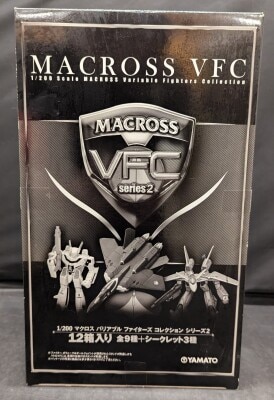 MACROSS VFC
1/200 Scale MACROSS Variable Fighters Collection
MACROSS
VFC
series2
1/200 マクロス バリアブル ファイターズ コレクション シリーズ2
12箱入り 全9種+シークレット3種
YAMATO